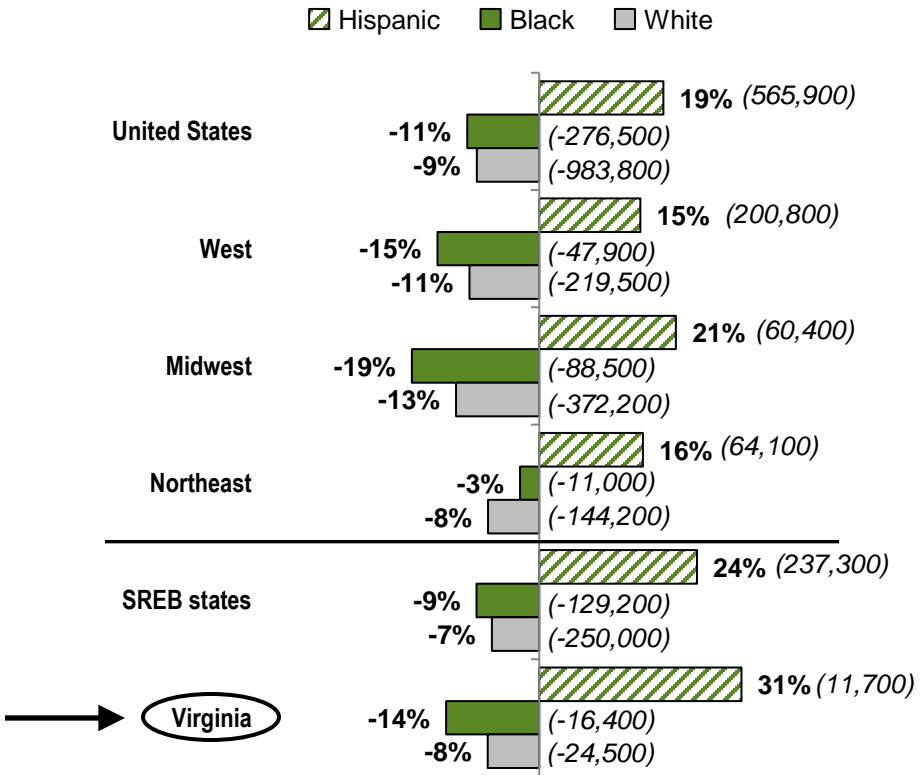 Hispanic Black White
19% (565,900)
United States
-11% (-276,500)
-9% (-983,800)
15% (200,800)
West
-15% (-47,900)
-11% (-219,500)
21% (60,400)
Midwest
-19% (-88,500)
-13% (-372,200)
16% (64,100)
Northeast
-3% (-11,000)
-8% (-144,200)
24% (237,300)
SREB states
-9% (-129,200)
-7% (-250,000)
31% (11,700)
Virginia
-14% (-16,400)
-8% (-24,500)